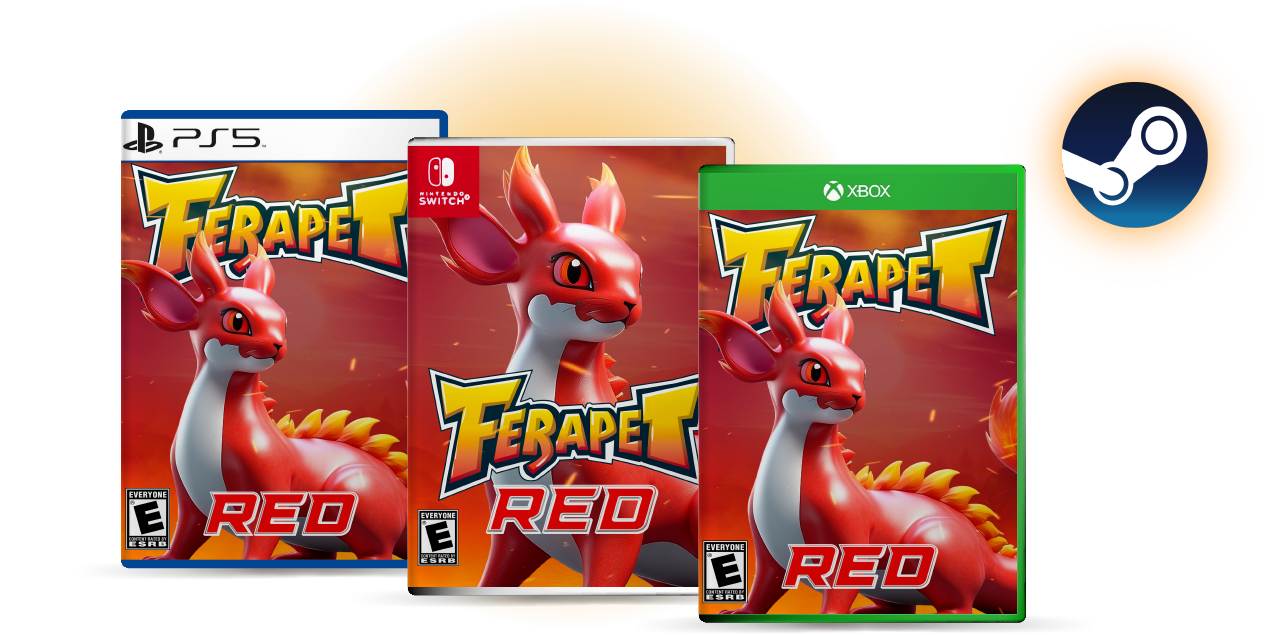 PS5
FERAPET
RED
EVERYONE
E
CONTENT RATED BY
ESRB
NINTENDO
SWITCH
FERAPET
RED
EVERYONE
E
CONTENT RATED BY
ESRB
XBOX
FERAPET
RED
EVERYONE
E
CONTENT RATED BY
ESRB